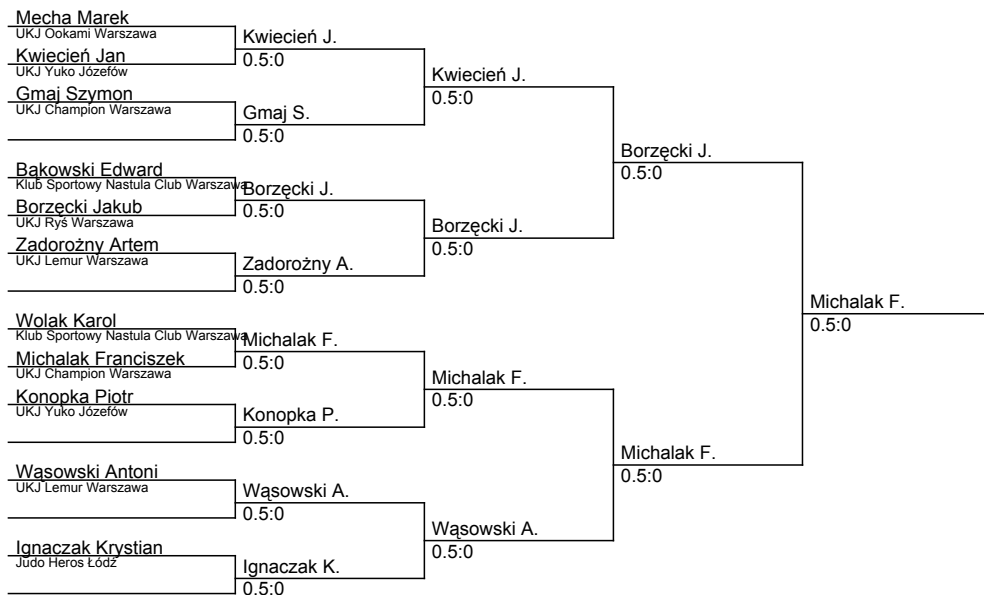 Mecha Marek
UKJ Ookami Warszawa
Kwiecień Jan
UKJ Yuko Józefów
Gmaj Szymon
UKJ Champion Warszawa
Bąkowski Edward
Klub Sportowy Nastula Club Warszawa
Borzęcki Jakub
UKJ Ryś Warszawa
Zadorożny Artem
UKJ Lemur Warszawa
Wolak Karol
Klub Sportowy Nastula Club Warszawa
Michalak Franciszek
UKJ Champion Warszawa
Konopka Piotr
UKJ Yuko Józefów
Wąsowski Antoni
UKJ Lemur Warszawa
Ignaczak Krystian
Judo Heros Łódź
Kwiecień J.
0.5:0
Gmaj S.
0.5:0
Borzęcki J.
0.5:0
Zadorożny A.
0.5:0
Michalak F.
0.5:0
Konopka P.
0.5:0
Wąsowski A.
0.5:0
Ignaczak K.
0.5:0
Kwiecień J.
0.5:0
Borzęcki J.
0.5:0
Michalak F.
0.5:0
Wąsowski A.
0.5:0
Borzęcki J.
0.5:0
Michalak F.
0.5:0
Michalak F.
0.5:0